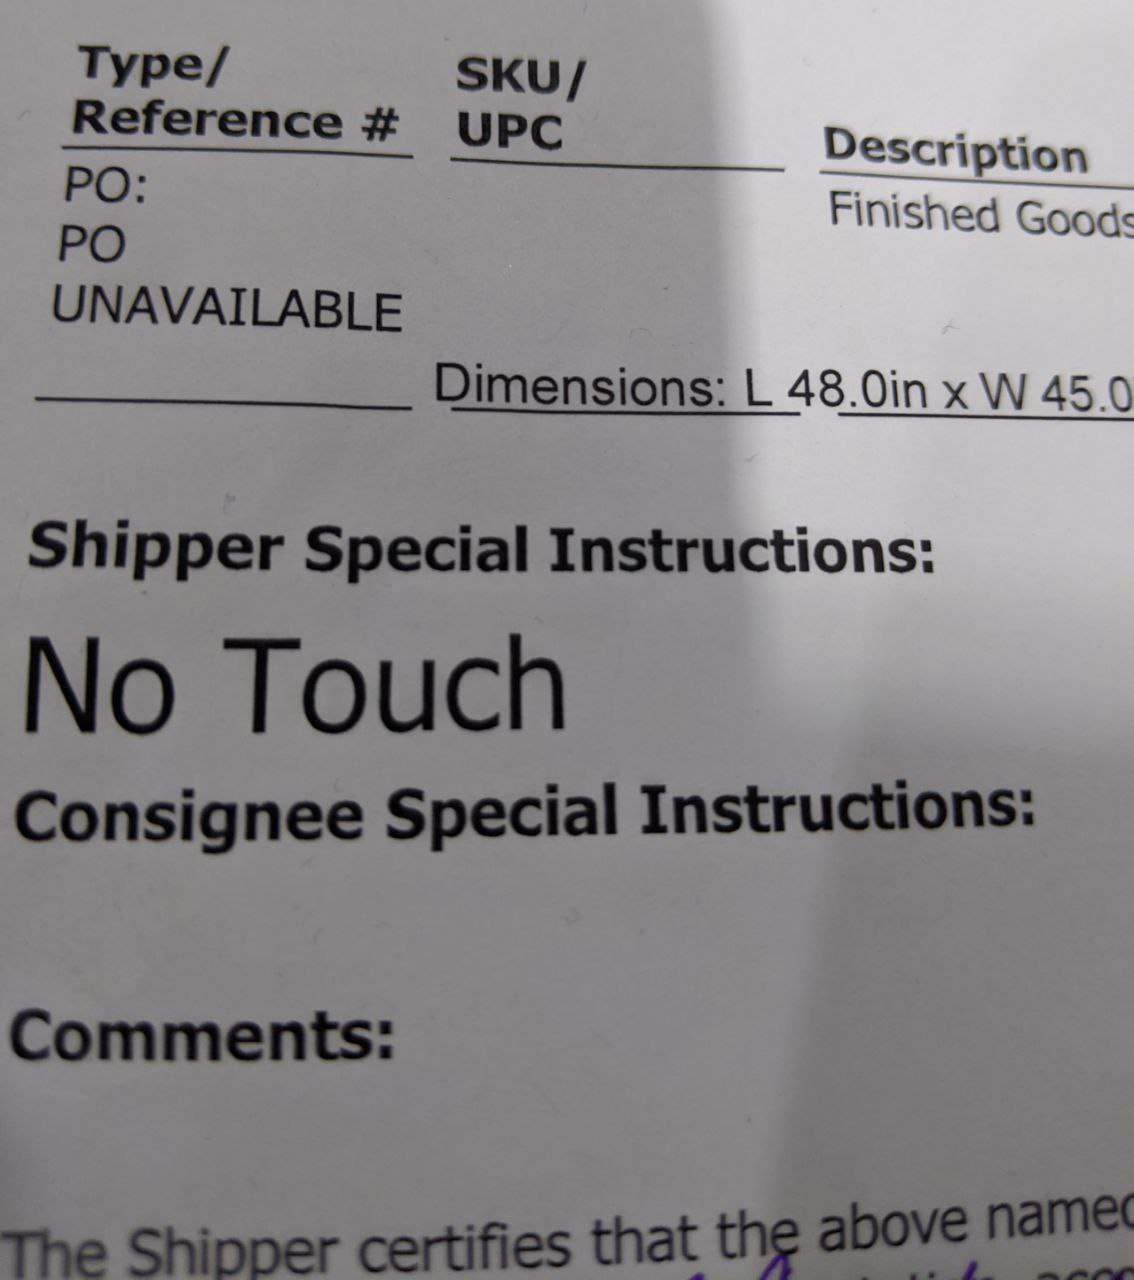 Type/
Reference #
SKU/
UPC
Description
PO:
PO
UNAVAILABLE
Finished Goods
Dimensions: L 48.0in x W 45.0
Shipper Special Instructions:
No Touch
Consignee Special Instructions:
Comments:
The Shipper certifies that the above named